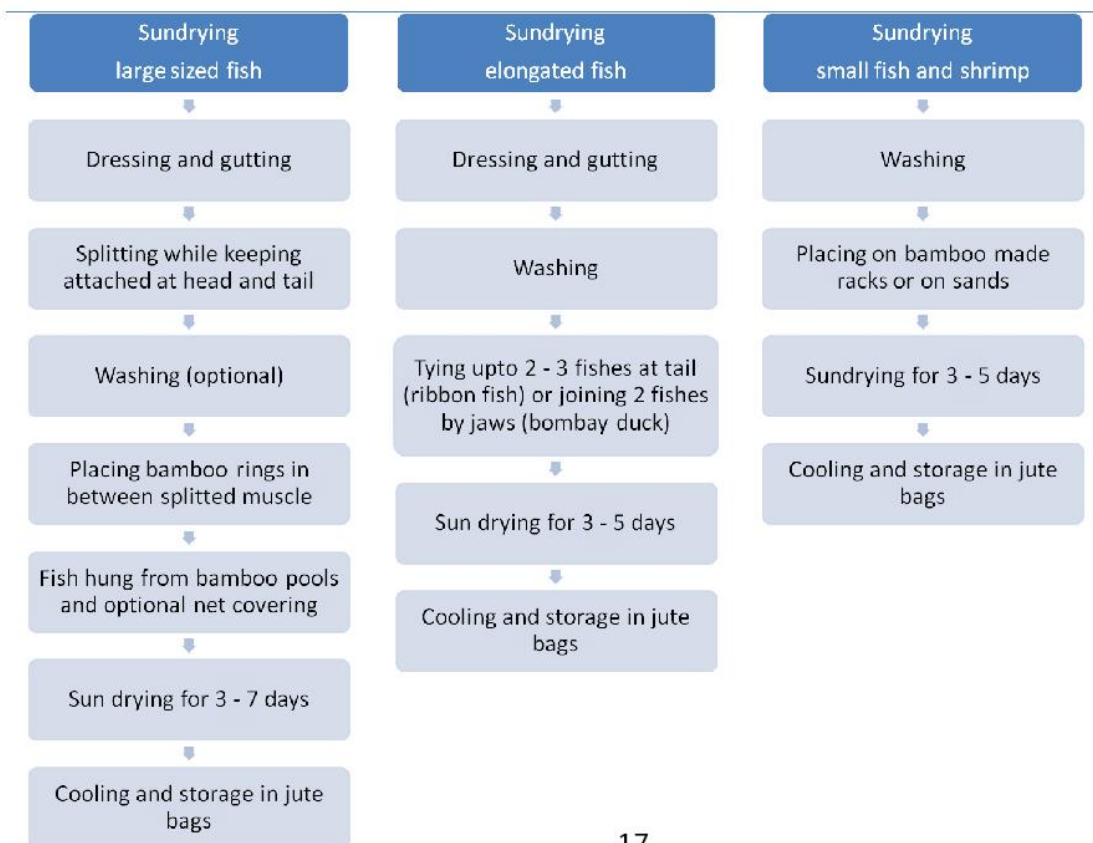 Sundrying
large sized fish
Dressing and gutting
Splitting while keeping
attached at head and tail
Washing (optional)
Placing bamboo rings in
between splitted muscle
Fish hung from bamboo pools
and optional net covering
Sun drying for 3 - 7 days
Cooling and storage in jute
bags
Sundrying
elongated fish
Dressing and gutting
Washing
Tying upto 2 - 3 fishes at tail
(ribbon fish) or joining 2 fishes
by jaws (bombay duck)
Sun drying for 3 - 5 days
Cooling and storage in jute
bags
Sundrying
small fish and shrimp
Washing
Placing on bamboo made
racks or on sands
Sundrying for 3 - 5 days
Cooling and storage in jute
bags
17